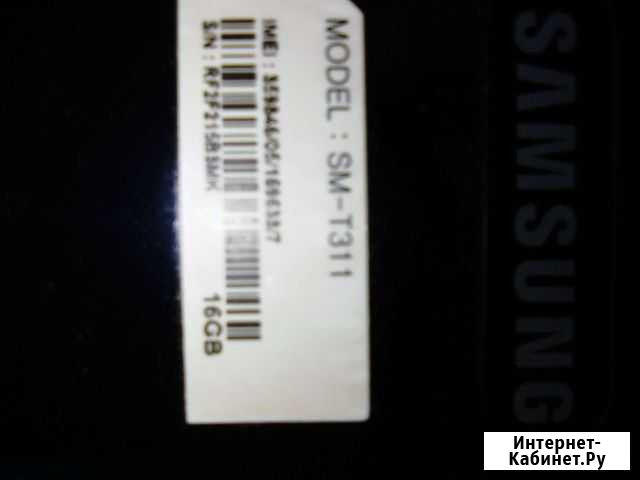 SAMSUNG
MODEL : SM-T311
IMEI :
S/N :
16GB
Интернет-
Кабинет.Ру